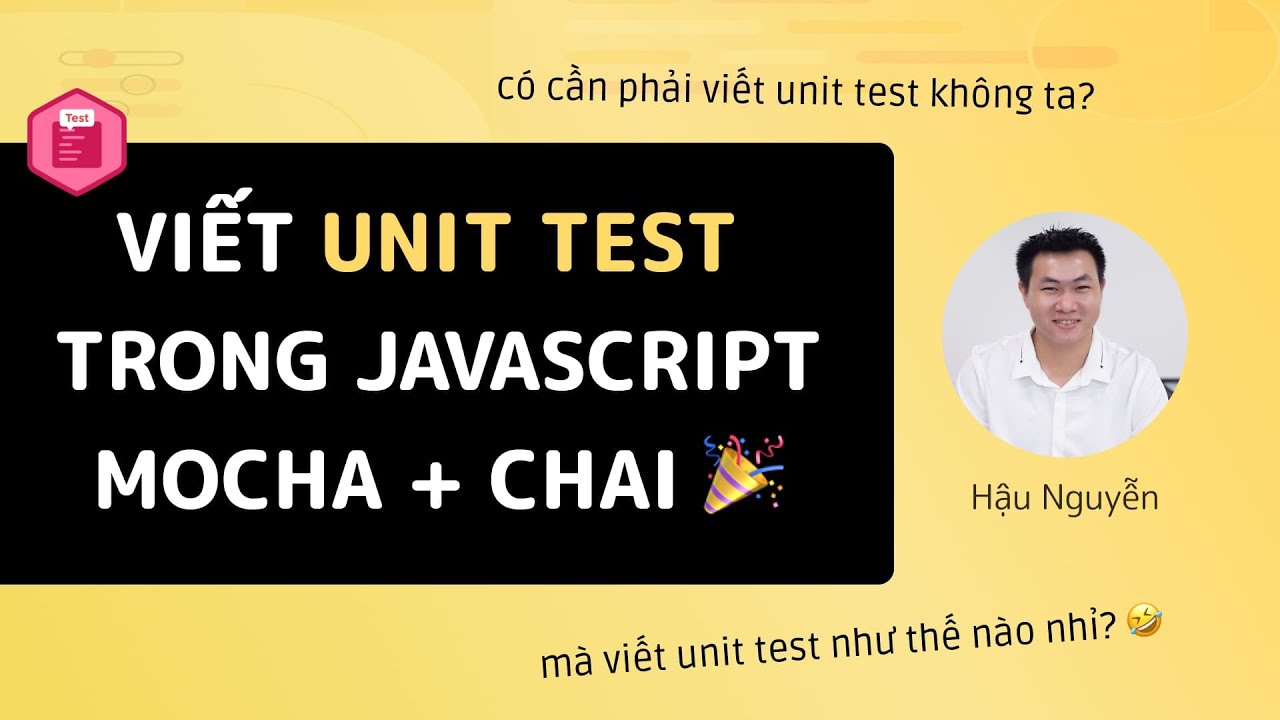 có cần phải viết unit test không ta?
Test
VIẾT UNIT TEST
TRONG JAVASCRIPT
MOCHA + CHAI 🎉
Hậu Nguyễn
mà viết unit test như thế nào nhỉ? 🤣